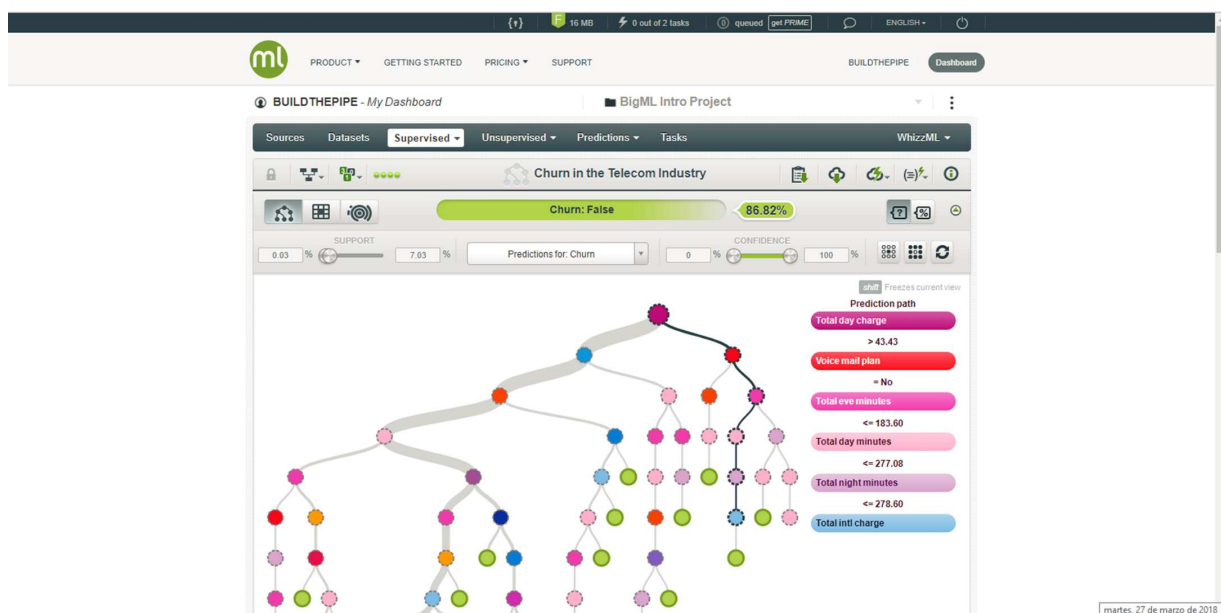 F 16 MB 0 out of 2 tasks 0 queued get PRIME ENGLISH
ml PRODUCT GETTING STARTED PRICING SUPPORT BUILDTHEPIPE Dashboard
BUILDTHEPIPE - My Dashboard BigML Intro Project
Sources Datasets Supervised Unsupervised Predictions Tasks WhizzML
Churn in the Telecom Industry
Churn: False 86.82%
SUPPORT CONFIDENCE
0.03 % 7.03 % Predictions for: Churn 0 % 100 %
shift Freezes current view
Prediction path
Total day charge
> 43.43
Voice mail plan
= No
Total eve minutes
<= 183.60
Total day minutes
<= 277.08
Total night minutes
<= 278.60
Total intl charge
martes, 27 de marzo de 2018